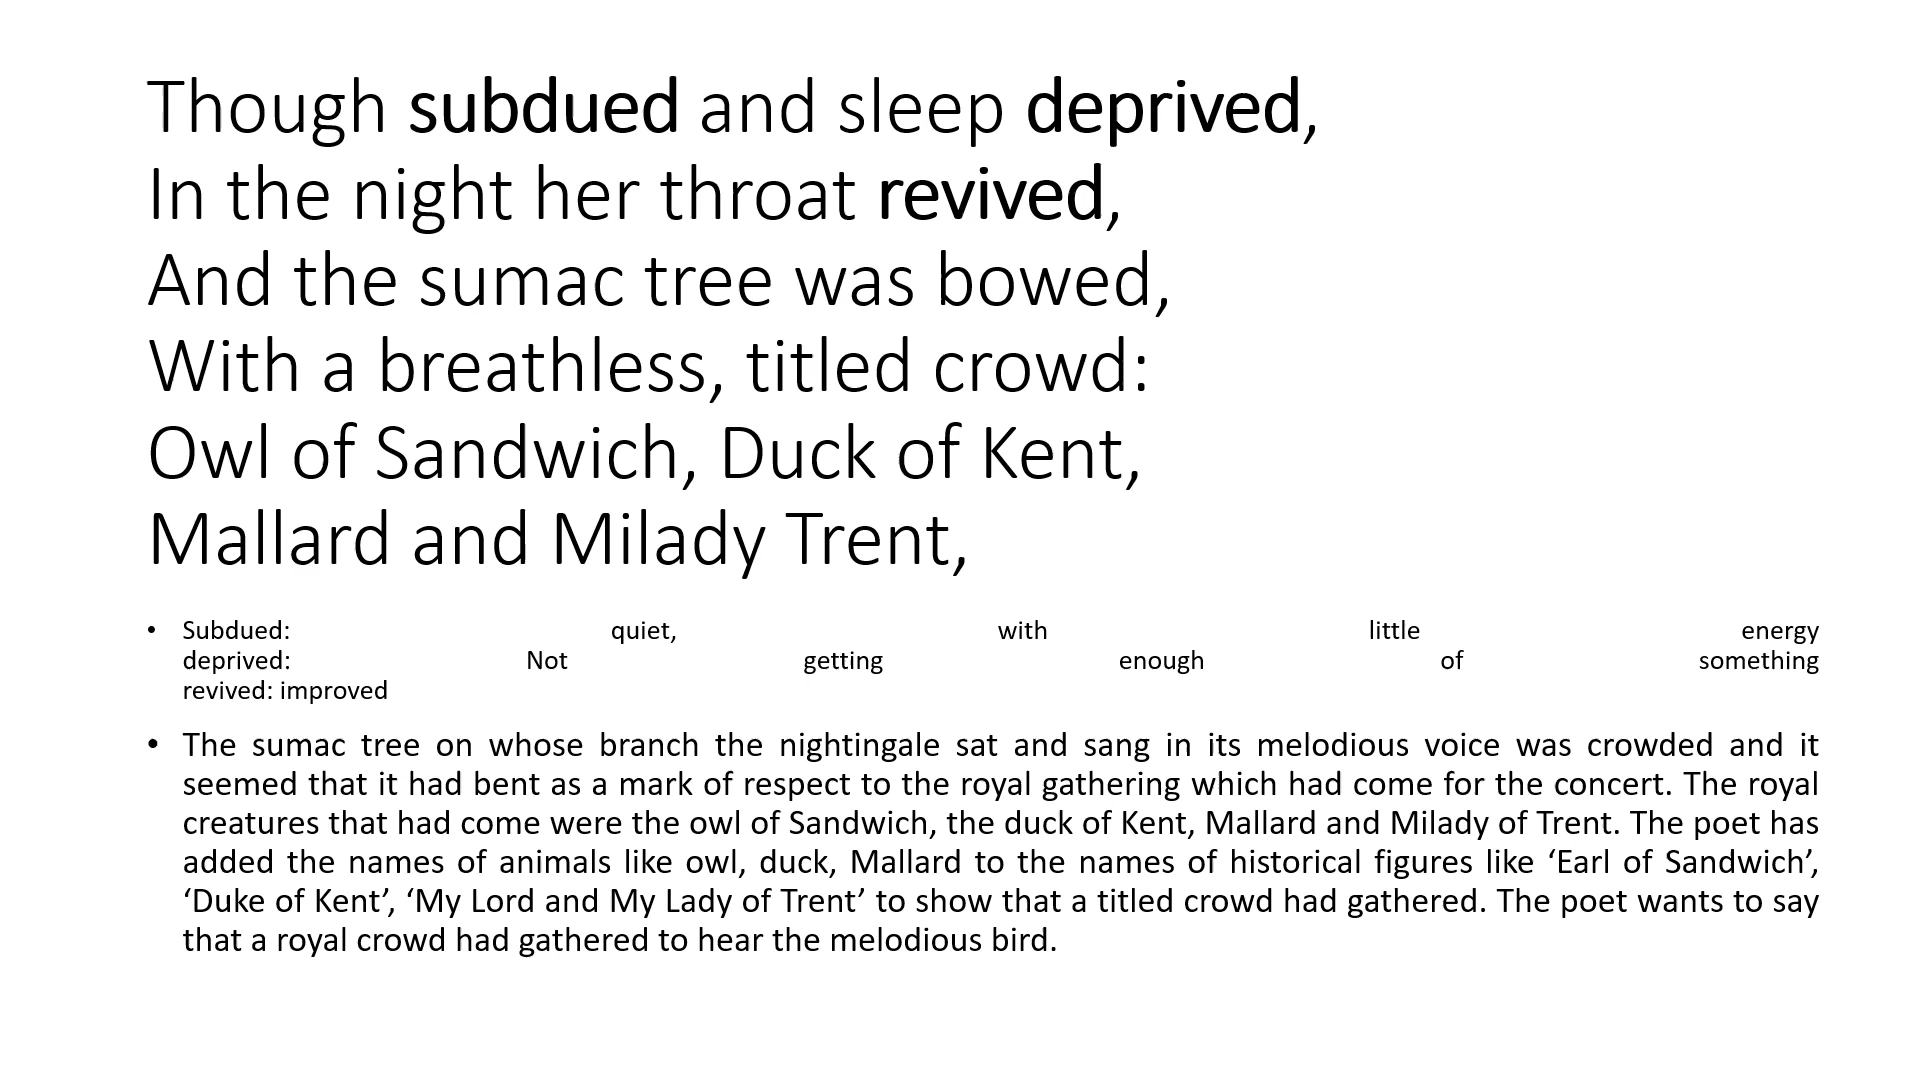 Though subdued and sleep deprived,
In the night her throat revived,
And the sumac tree was bowed,
With a breathless, titled crowd:
Owl of Sandwich, Duck of Kent,
Mallard and Milady Trent,
• Subdued: quiet, with little energy
deprived: Not getting enough of something
revived: improved
• The sumac tree on whose branch the nightingale sat and sang in its melodious voice was crowded and it
seemed that it had bent as a mark of respect to the royal gathering which had come for the concert. The royal
creatures that had come were the owl of Sandwich, the duck of Kent, Mallard and Milady of Trent. The poet has
added the names of animals like owl, duck, Mallard to the names of historical figures like ‘Earl of Sandwich’,
‘Duke of Kent’, ‘My Lord and My Lady of Trent’ to show that a titled crowd had gathered. The poet wants to say
that a royal crowd had gathered to hear the melodious bird.